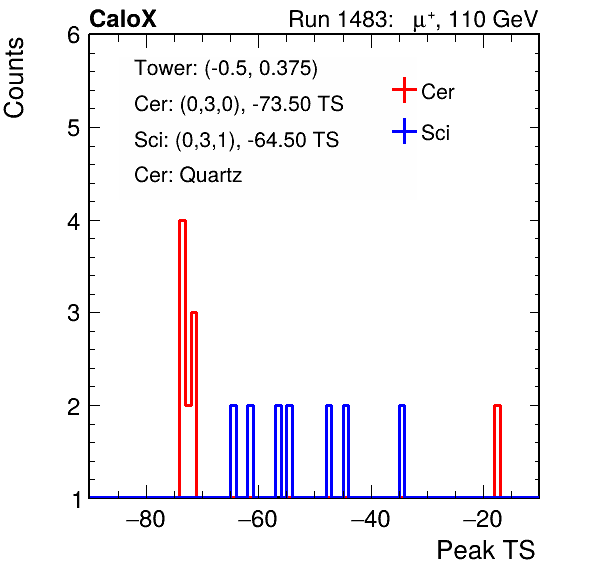 CaloX Run 1483: μ⁺, 110 GeV
Counts
6
5
4
3
2
1
Tower: (-0.5, 0.375)
Cer: (0,3,0), -73.50 TS
Sci: (0,3,1), -64.50 TS
Cer: Quartz
Cer
Sci
−80 −60 −40 −20
Peak TS